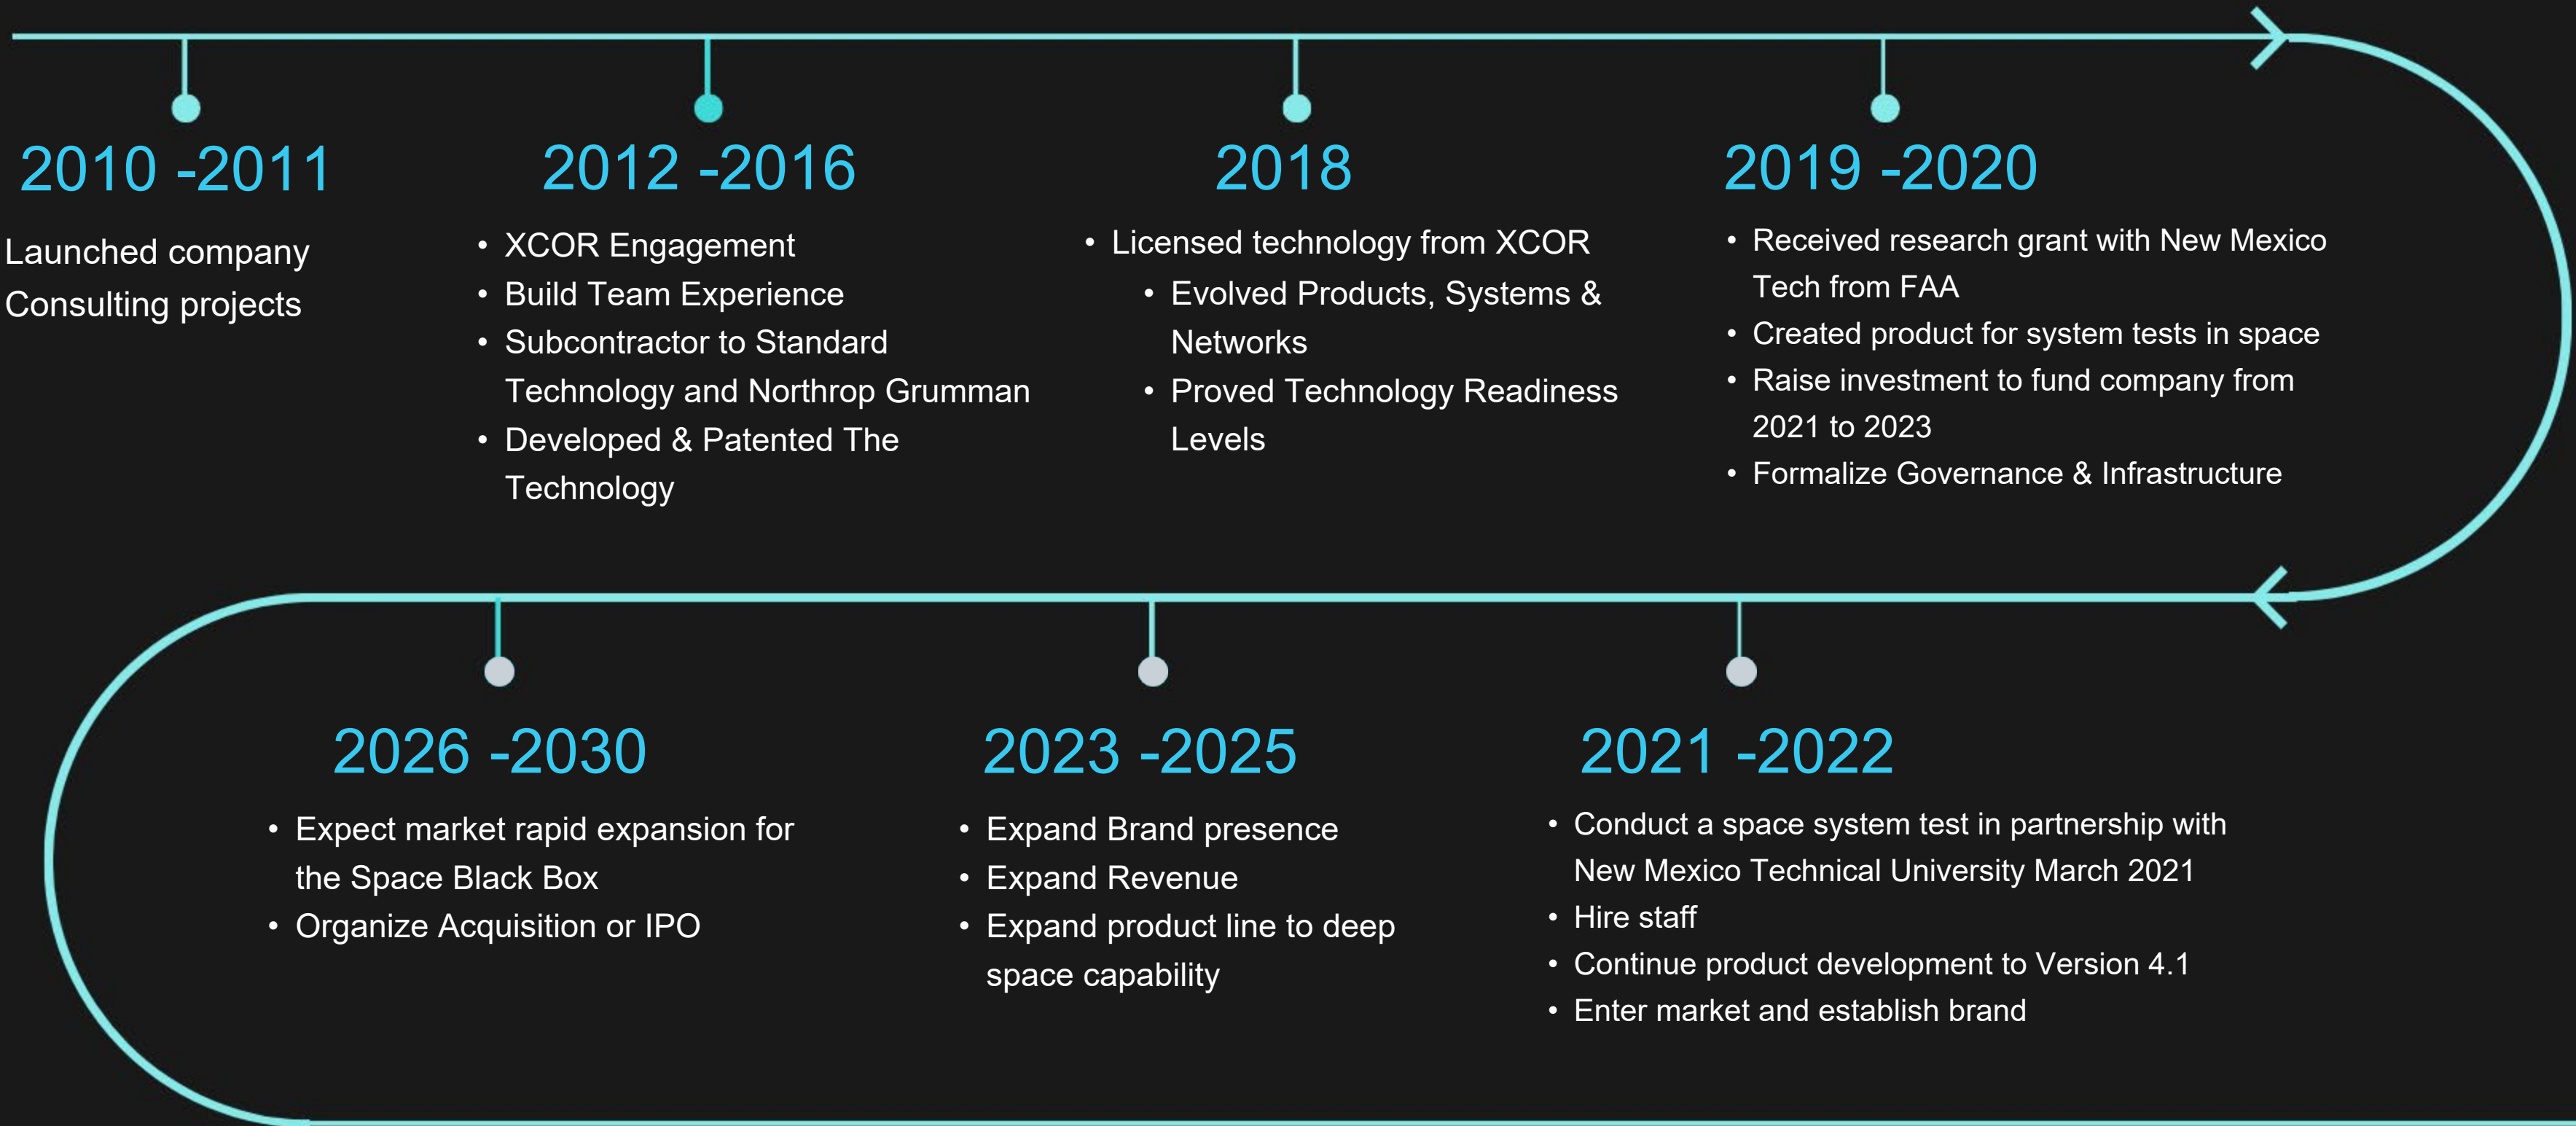 2010 -2011
Launched company
Consulting projects
2012 -2016
• XCOR Engagement
• Build Team Experience
• Subcontractor to Standard
Technology and Northrop Grumman
• Developed & Patented The
Technology
2018
• Licensed technology from XCOR
• Evolved Products, Systems &
Networks
• Proved Technology Readiness
Levels
2019 -2020
• Received research grant with New Mexico
Tech from FAA
• Created product for system tests in space
• Raise investment to fund company from
2021 to 2023
• Formalize Governance & Infrastructure
2021 -2022
• Conduct a space system test in partnership with
New Mexico Technical University March 2021
• Hire staff
• Continue product development to Version 4.1
• Enter market and establish brand
2023 -2025
• Expand Brand presence
• Expand Revenue
• Expand product line to deep
space capability
2026 -2030
• Expect market rapid expansion for
the Space Black Box
• Organize Acquisition or IPO